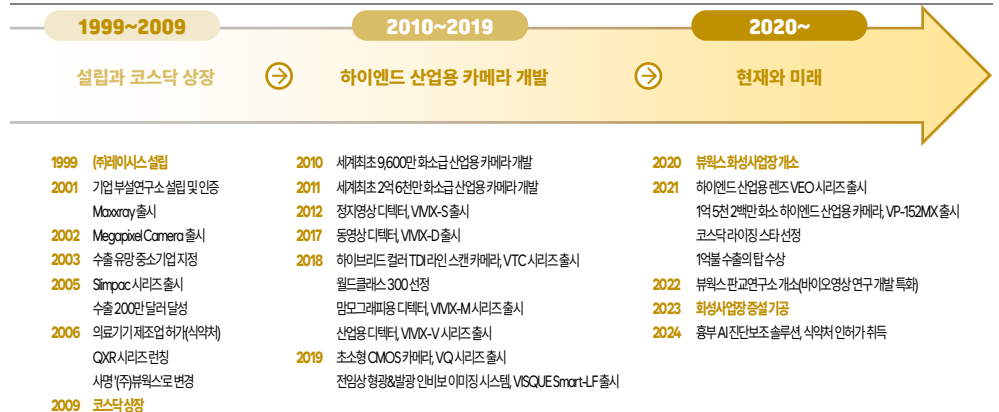 1999~2009
설립과 코스닥 상장
1999 (주)레이시스 설립
2001 기업 부설연구소 설립 및 인증
Maxxray 출시
2002 Megapixel Camera 출시
2003 수출 유망 중소기업 지정
2005 Slimpac 시리즈 출시
수출 200만 달러 달성
2006 의료기기 제조업 허가(식약처)
QXR 시리즈 런칭
사명 '(주)뷰웍스'로 변경
2009 코스닥 상장
2010~2019
하이엔드 산업용 카메라 개발
2010 세계최초 9,600만 화소급 산업용 카메라 개발
2011 세계최초 2억 6천만 화소급 산업용 카메라 개발
2012 정지영상 디텍터, VIVIX-S 출시
2017 동영상 디텍터, VIVIX-D 출시
2018 하이브리드 컬러 TDI 라인 스캔 카메라, VTC 시리즈 출시
월드클래스 300 선정
맘모그래피용 디텍터, VIVIX-M 시리즈 출시
산업용 디텍터, VIVIX-V 시리즈 출시
2019 초소형 CMOS 카메라, VQ 시리즈 출시
전임상 형광&발광 인비보 이미징 시스템, VISQUE Smart-LF 출시
2020~
현재와 미래
2020 뷰웍스 화성사업장 개소
2021 하이엔드 산업용 렌즈 VEO 시리즈 출시
1억 5천 2백만 화소 하이엔드 산업용 카메라, VP-152MX 출시
코스닥 라이징 스타 선정
1억불 수출의 탑 수상
2022 뷰웍스 판교연구소 개소(바이오영상 연구 개발 특화)
2023 화성사업장 증설 기공
2024 흉부 AI 진단보조 솔루션, 식약처 인허가 취득